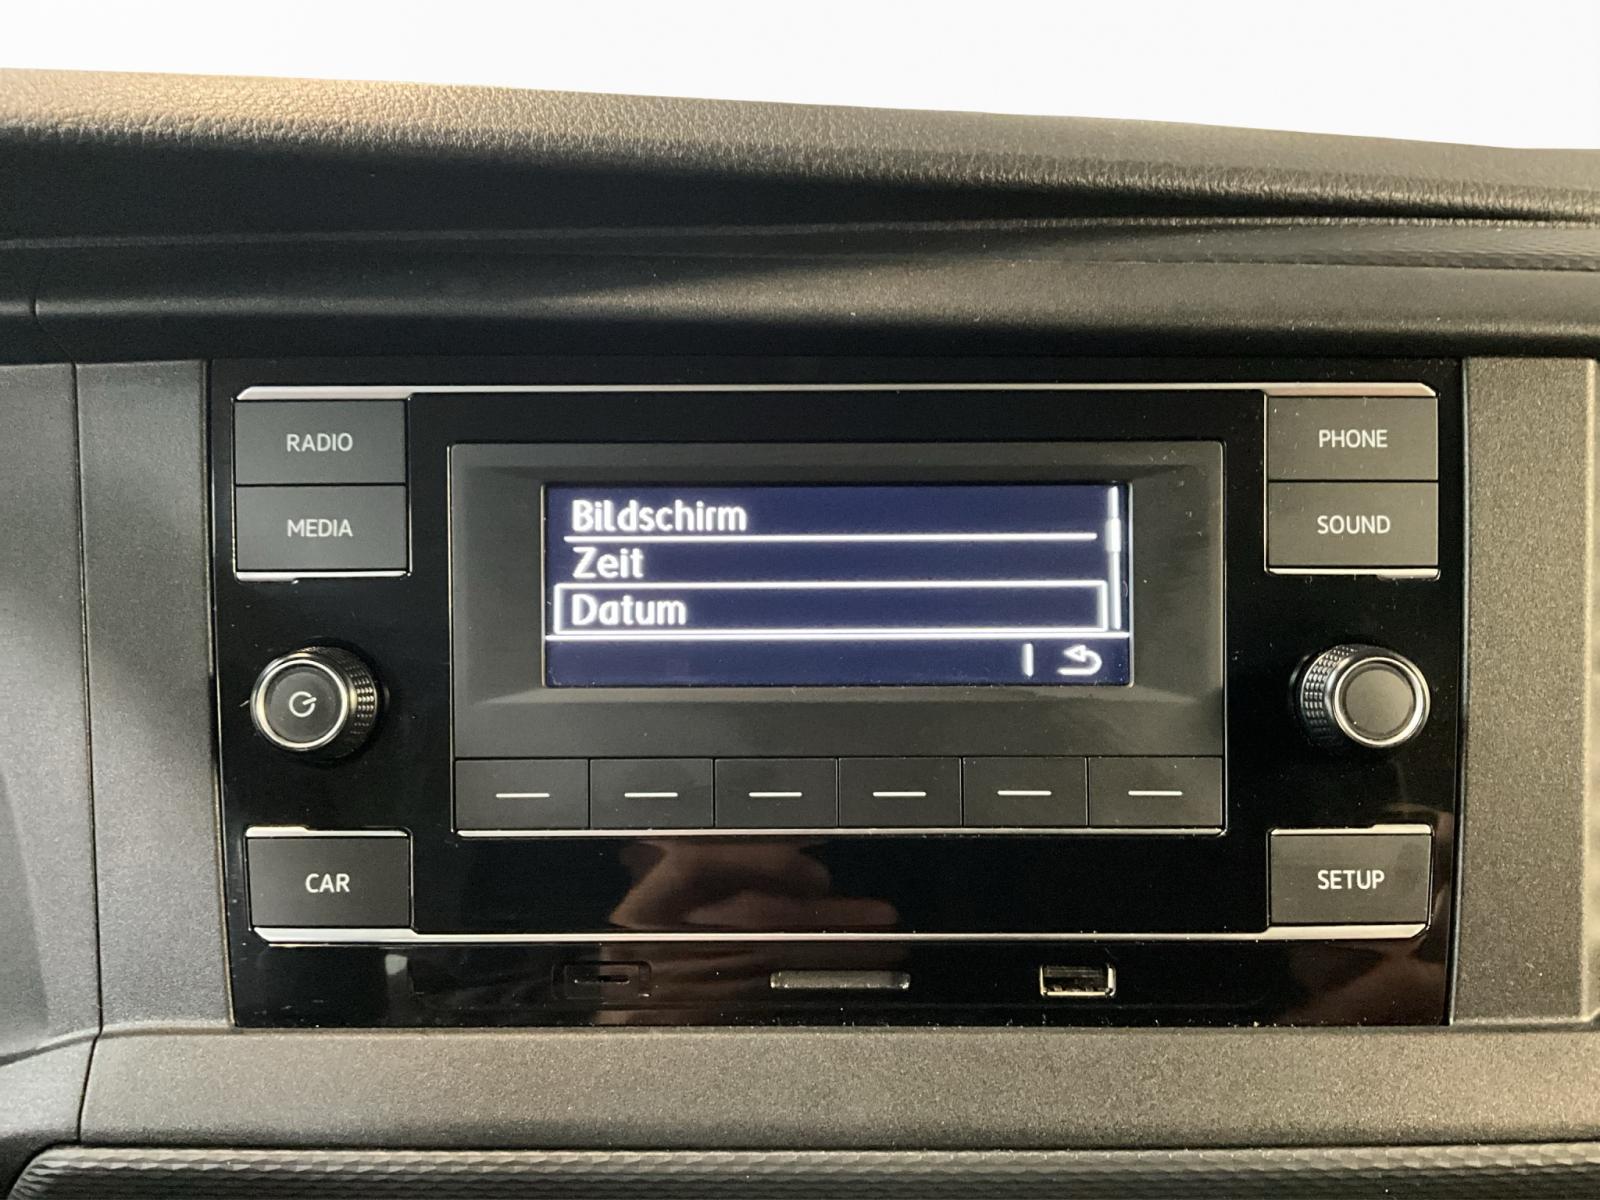 RADIO
MEDIA
PHONE
SOUND
Bildschirm
Zeit
Datum
CAR
SETUP